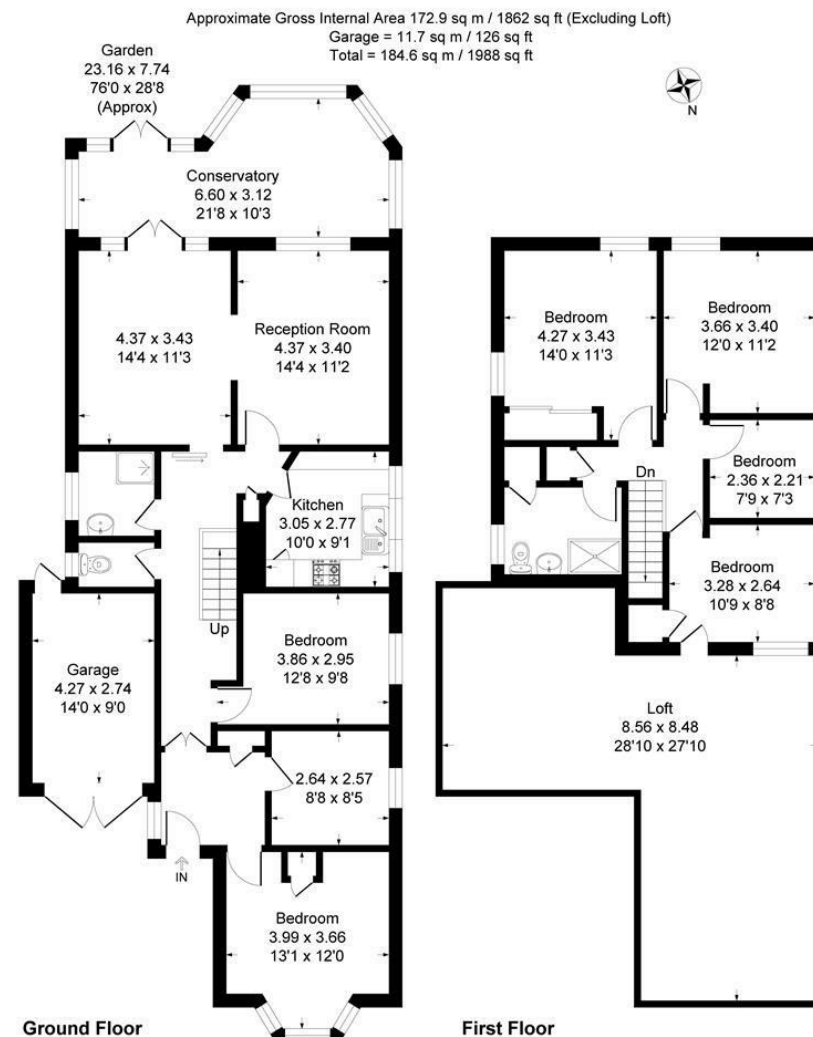 Approximate Gross Internal Area 172.9 sq m / 1862 sq ft (Excluding Loft)
Garage = 11.7 sq m / 126 sq ft
Total = 184.6 sq m / 1988 sq ft
Garden
23.16 x 7.74
76'0 x 28'8
(Approx)
N
Conservatory
6.60 x 3.12
21'8 x 10'3
4.37 x 3.43
14'4 x 11'3
Reception Room
4.37 x 3.40
14'4 x 11'2
Kitchen
3.05 x 2.77
10'0 x 9'1
Up
Bedroom
3.86 x 2.95
12'8 x 9'8
Garage
4.27 x 2.74
14'0 x 9'0
2.64 x 2.57
8'8 x 8'5
IN
Bedroom
3.99 x 3.66
13'1 x 12'0
Ground Floor
Bedroom
4.27 x 3.43
14'0 x 11'3
Bedroom
3.66 x 3.40
12'0 x 11'2
Dn
Bedroom
2.36 x 2.21
7'9 x 7'3
Bedroom
3.28 x 2.64
10'9 x 8'8
Loft
8.56 x 8.48
28'10 x 27'10
First Floor